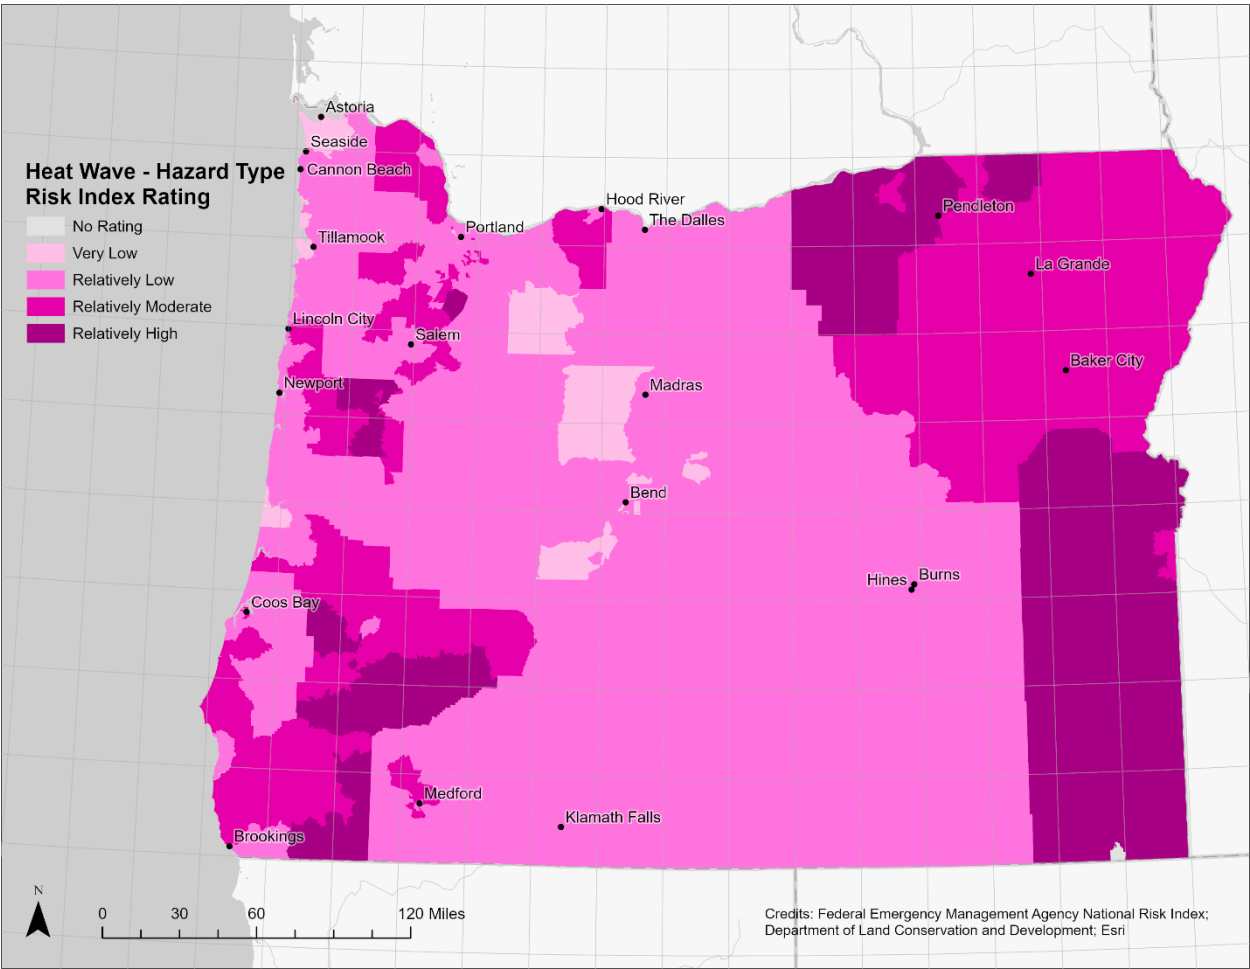 Astoria
Seaside
Cannon Beach
Heat Wave - Hazard Type
Risk Index Rating
No Rating
Very Low
Relatively Low
Relatively Moderate
Relatively High
Hood River
The Dalles
Portland
Pendleton
Tillamook
La Grande
Lincoln City
Salem
Baker City
Newport
Madras
Bend
Hines
Burns
Coos Bay
Medford
Klamath Falls
Brookings
N
0 30 60 120 Miles
Credits: Federal Emergency Management Agency National Risk Index;
Department of Land Conservation and Development; Esri